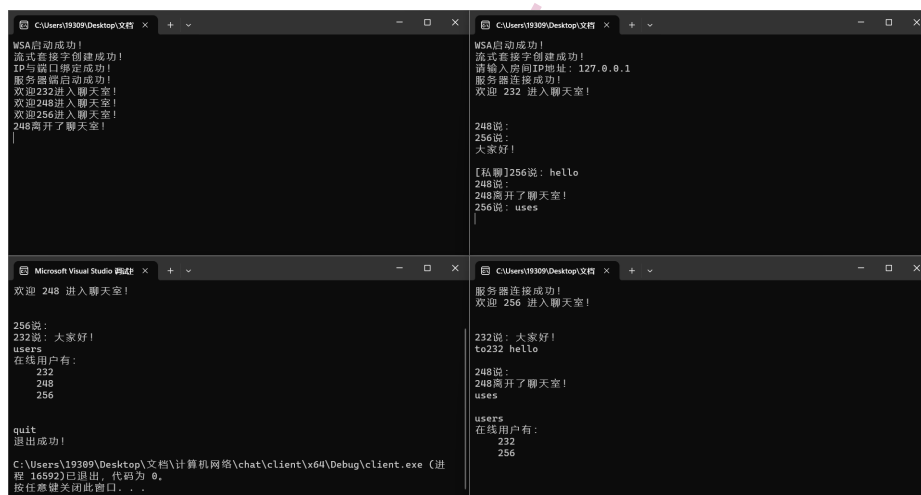 C:\Users\19309\Desktop\文档
WSA启动成功!
流式套接字创建成功!
IP与端口绑定成功!
服务器端启动成功!
欢迎232进入聊天室!
欢迎248进入聊天室!
欢迎256进入聊天室!
248离开了聊天室!
C:\Users\19309\Desktop\文档
WSA启动成功!
流式套接字创建成功!
请输入房间IP地址: 127.0.0.1
服务器连接成功!
欢迎 232 进入聊天室!
248说:
256说:
大家好!
[私聊]256说: hello
248说:
248离开了聊天室!
256说: uses
Microsoft Visual Studio 调试
欢迎 248 进入聊天室!
256说:
232说: 大家好!
users
在线用户有:
232
248
256
quit
退出成功!
C:\Users\19309\Desktop\文档\计算机网络\chat\client\x64\Debug\client.exe (进
程 16592)已退出, 代码为 0。
按任意键关闭此窗口. . .
C:\Users\19309\Desktop\文档
服务器连接成功!
欢迎 256 进入聊天室!
232说: 大家好!
to232 hello
248说:
248离开了聊天室!
uses
users
在线用户有:
232
256